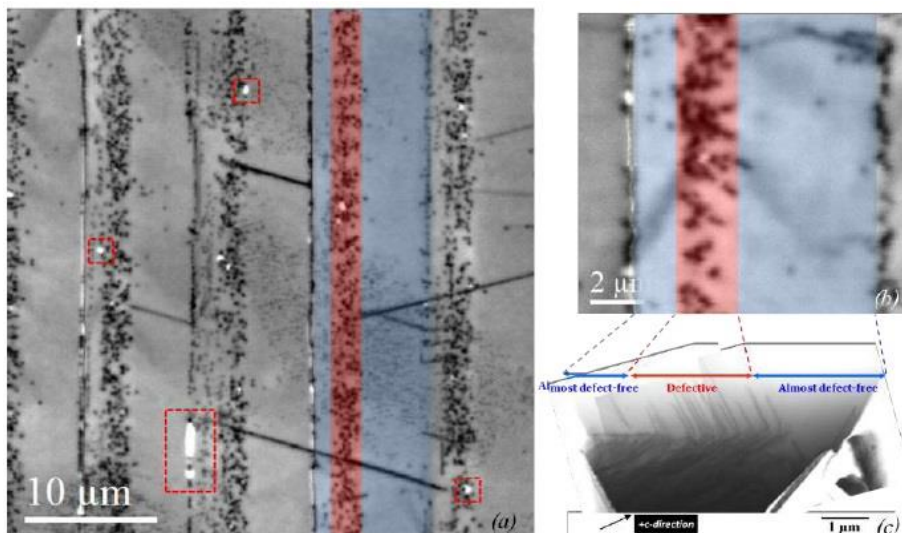 10 μm
(a)
2 μm
(b)
Almost defect-free
Defective
Almost defect-free
+c-direction
1 μm
(c)